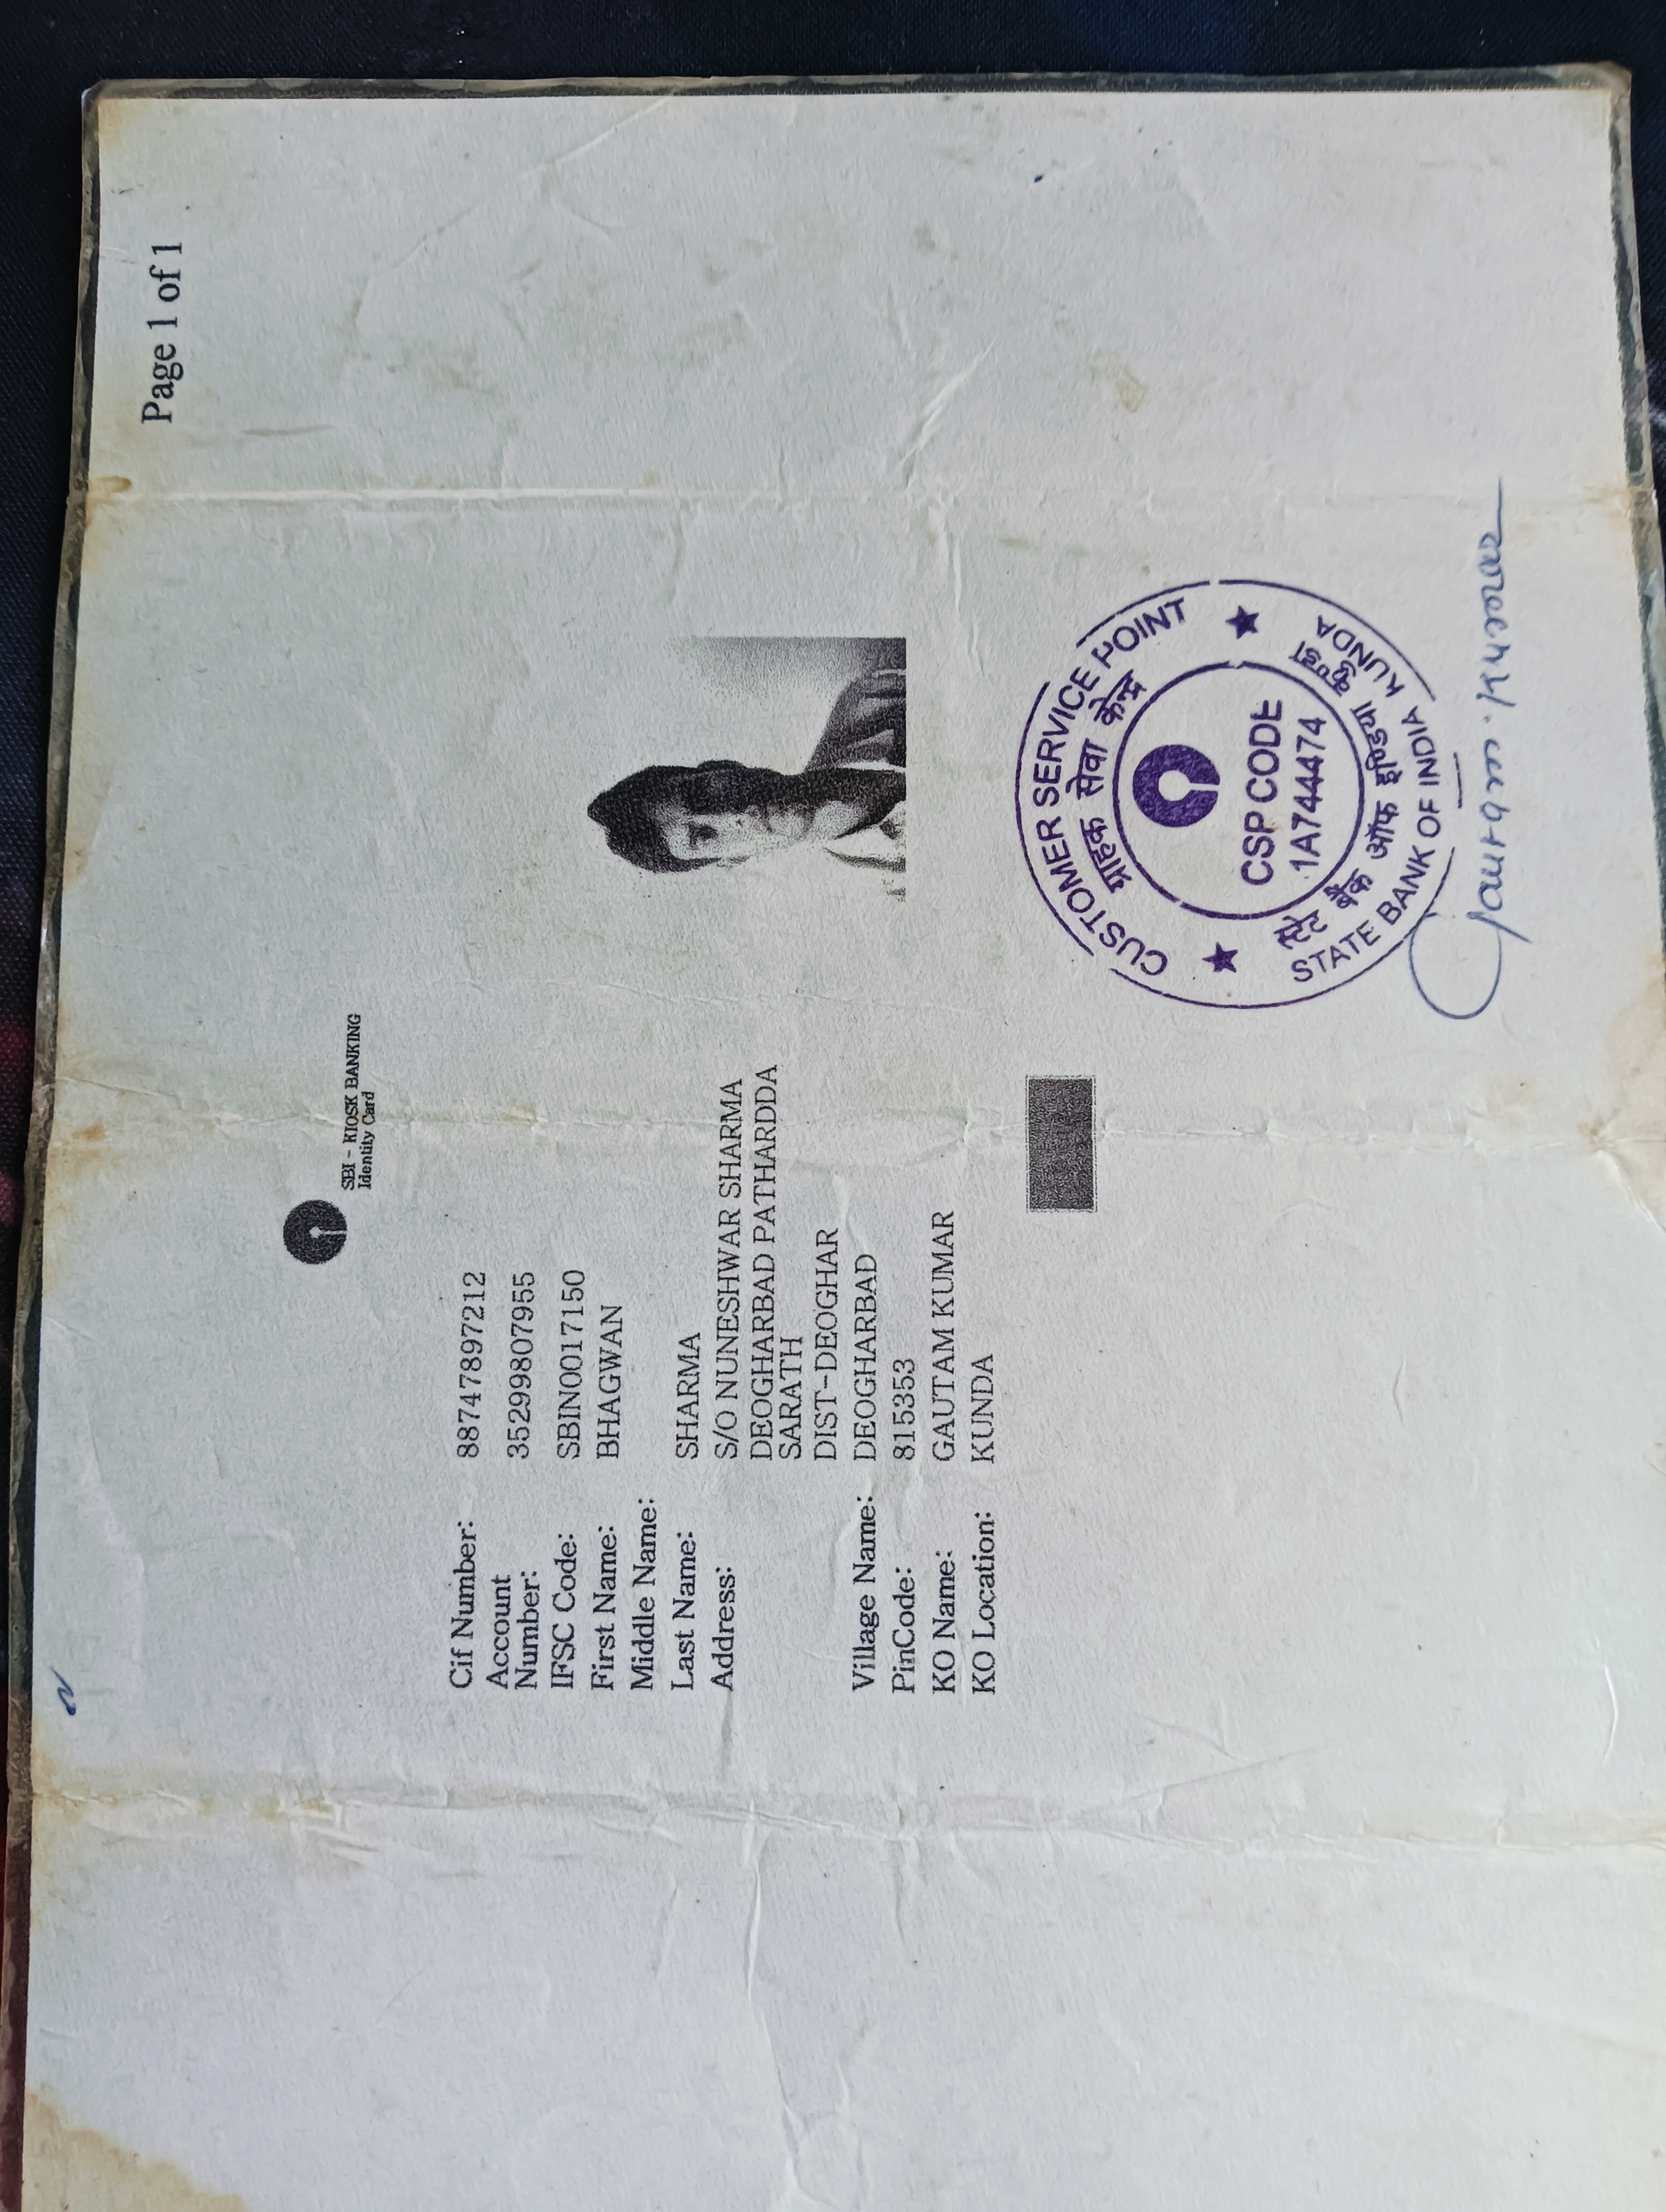 Page 1 of 1
SBI - KIOSK BANKING
Identity Card
Cif Number: 88747897212
Account
Number: 35299807955
IFSC Code: SBIN0017150
First Name: BHAGWAN
Middle Name:
Last Name: SHARMA
Address: S/O NUNESHWAR SHARMA
DEOGHARBAD PATHARDDA
SARATH
DIST-DEOGHAR
Village Name: DEOGHARBAD
PinCode: 815353
KO Name: GAUTAM KUMAR
KO Location: KUNDA
CUSTOMER SERVICE POINT
ग्राहक सेवा केन्द्र
CSP CODE
1A744474
स्टेट बैंक ऑफ इण्डिया कुण्डा
STATE BANK OF INDIA KUNDA
Gautam. Kumar